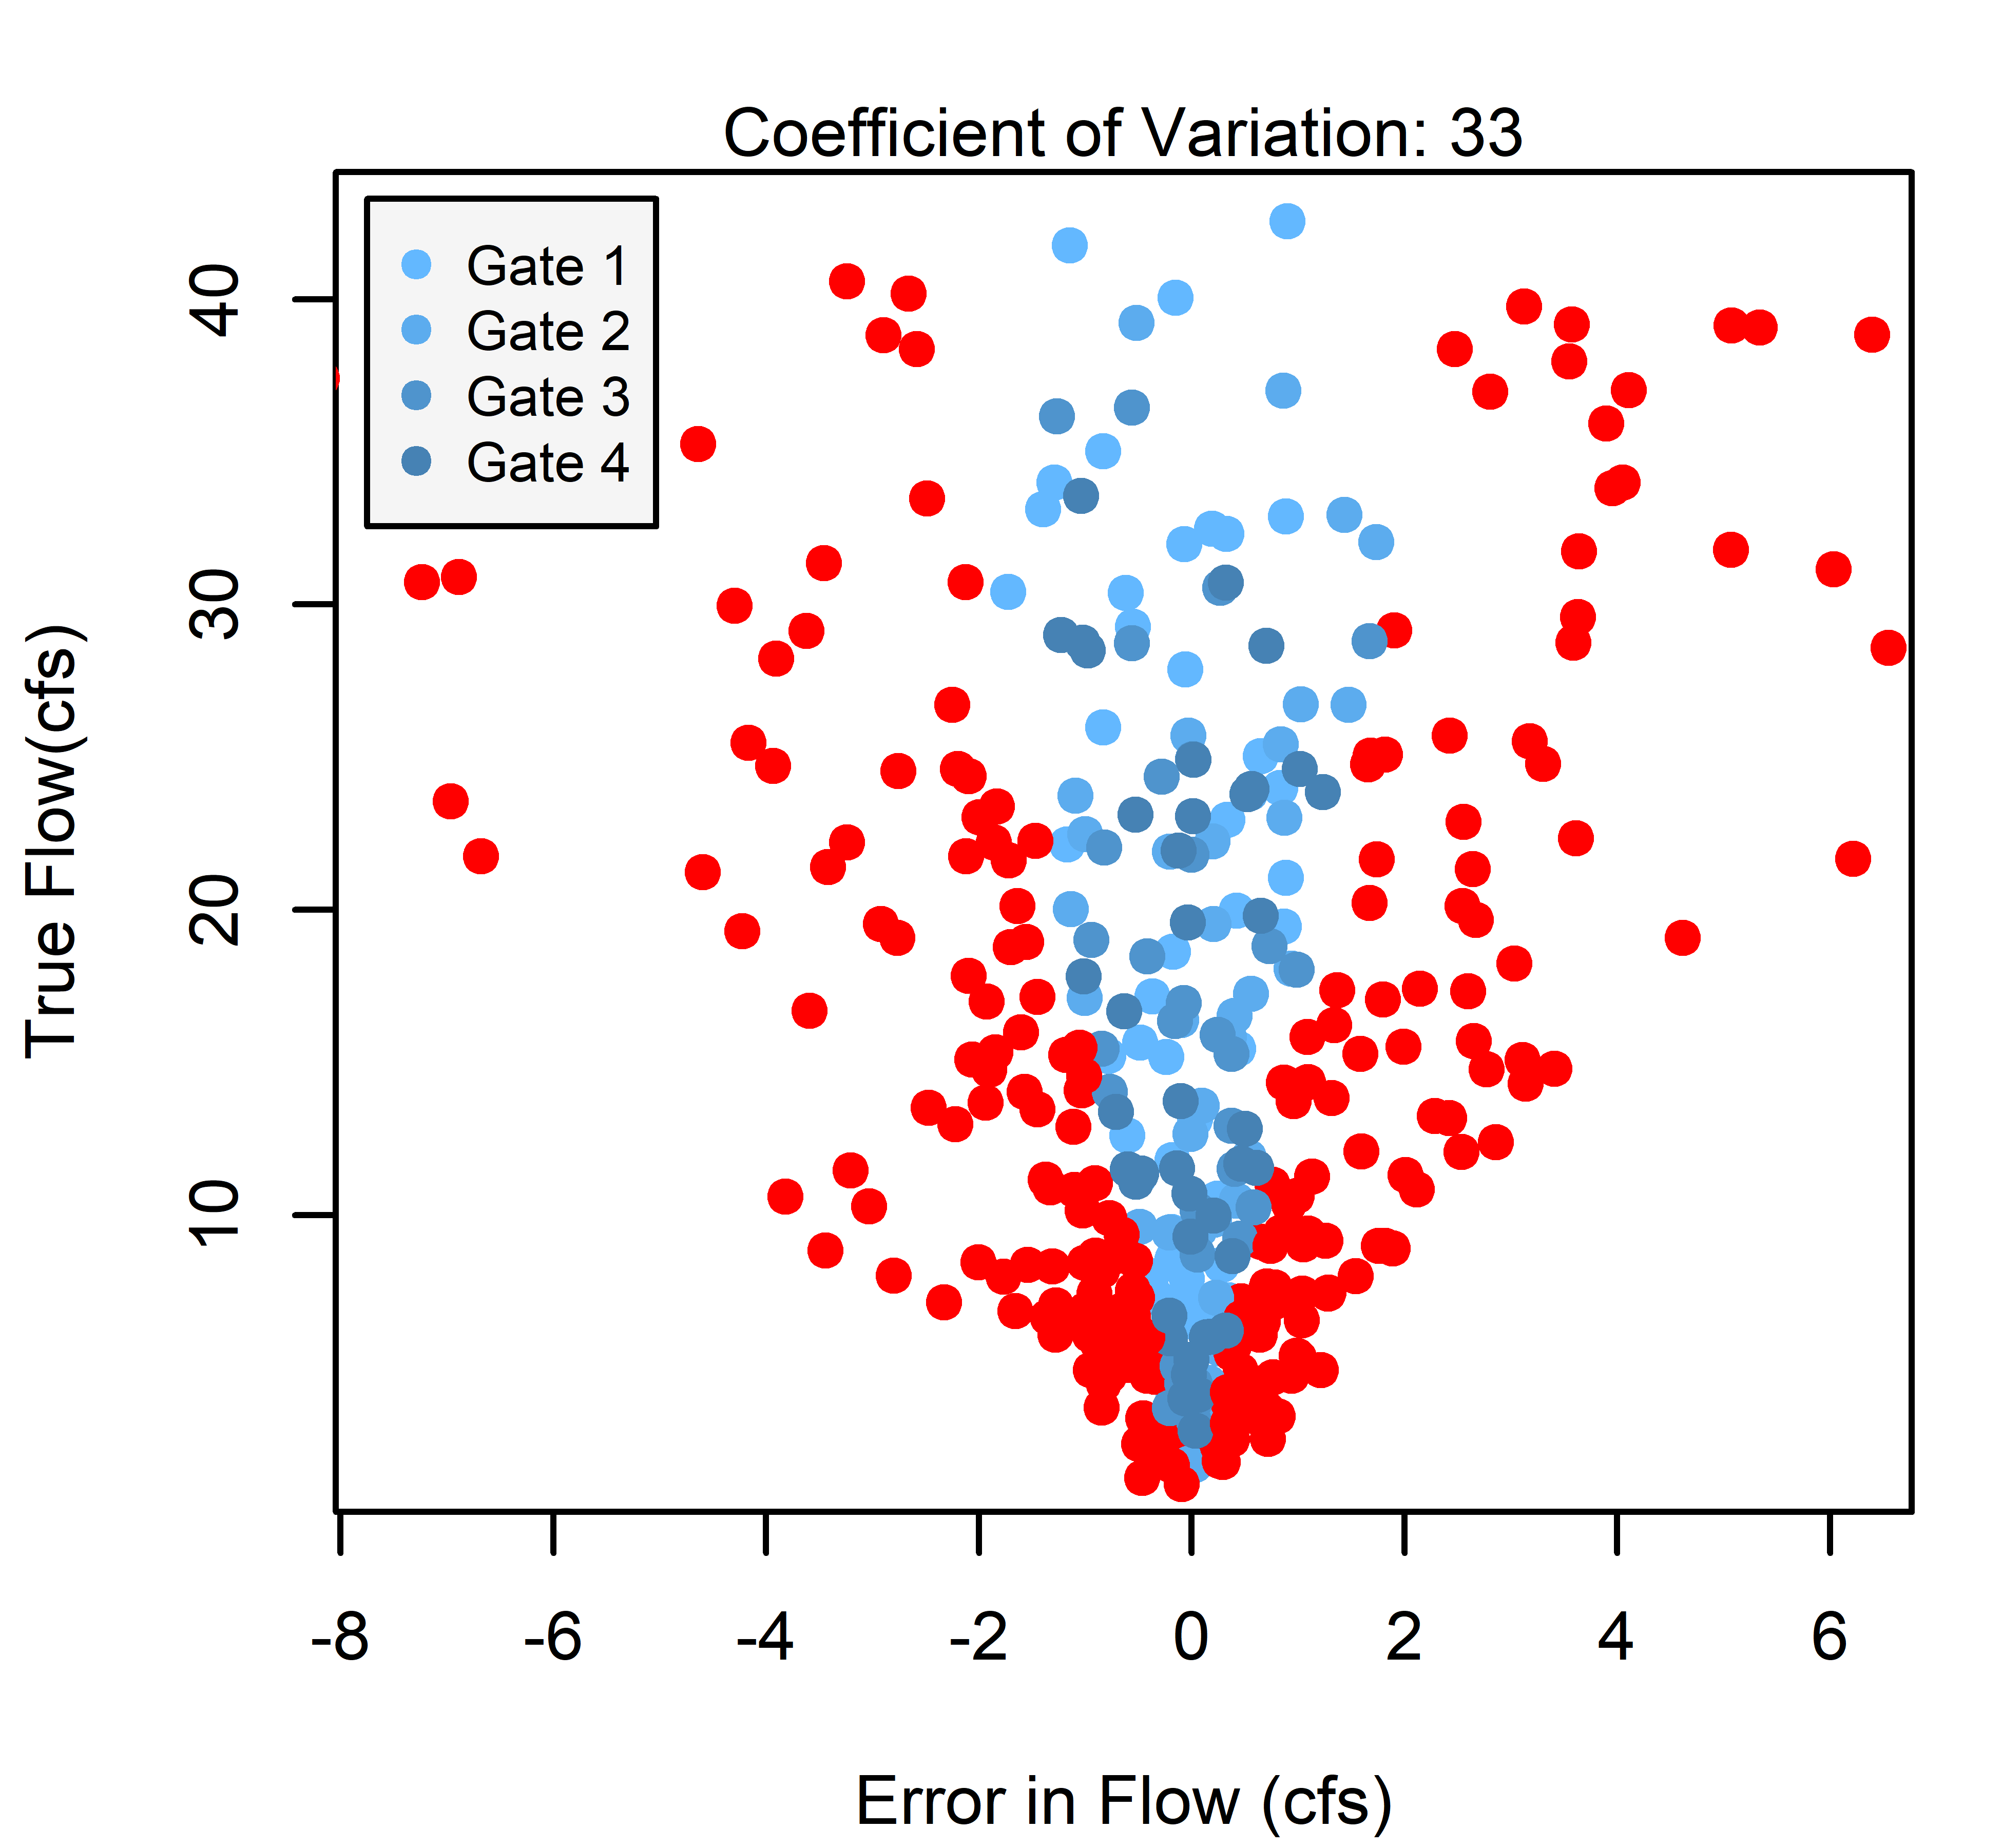 Coefficient of Variation: 33
Gate 1
Gate 2
Gate 3
Gate 4
True Flow(cfs)
40
30
20
10
-8 -6 -4 -2 0 2 4 6
Error in Flow (cfs)